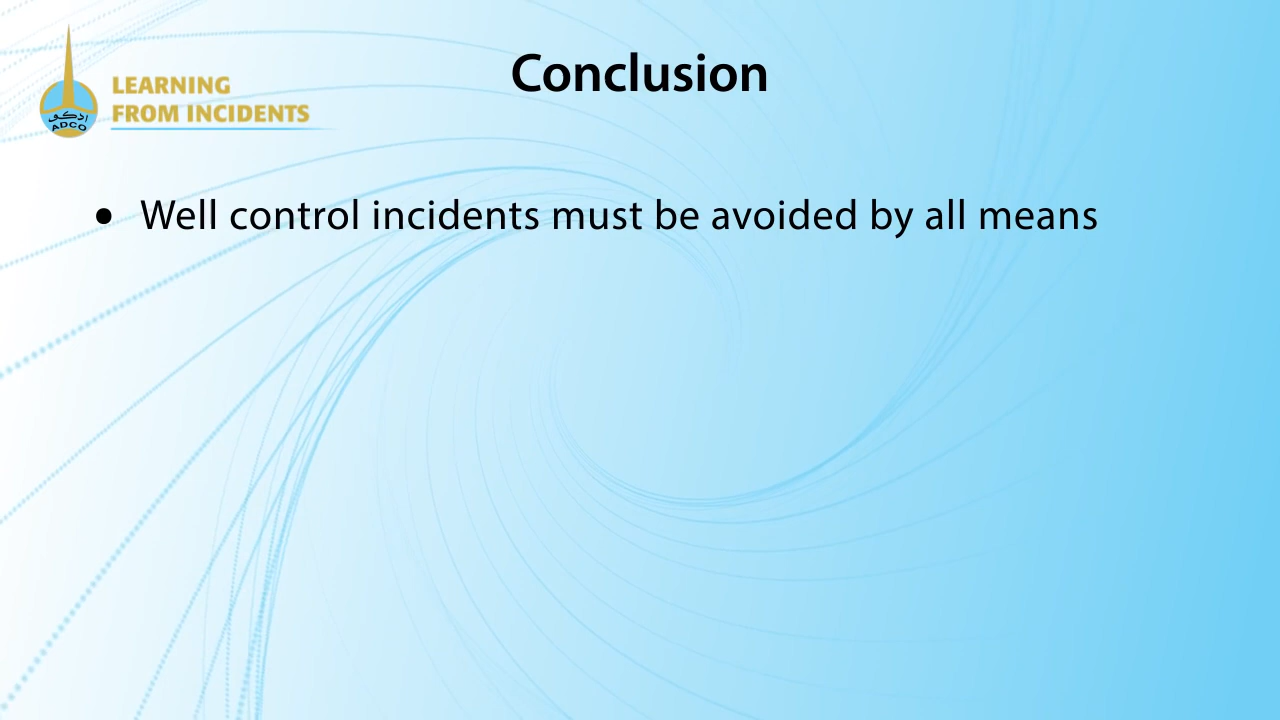 Conclusion
LEARNING
FROM INCIDENTS
ادكو
ADCO
• Well control incidents must be avoided by all means